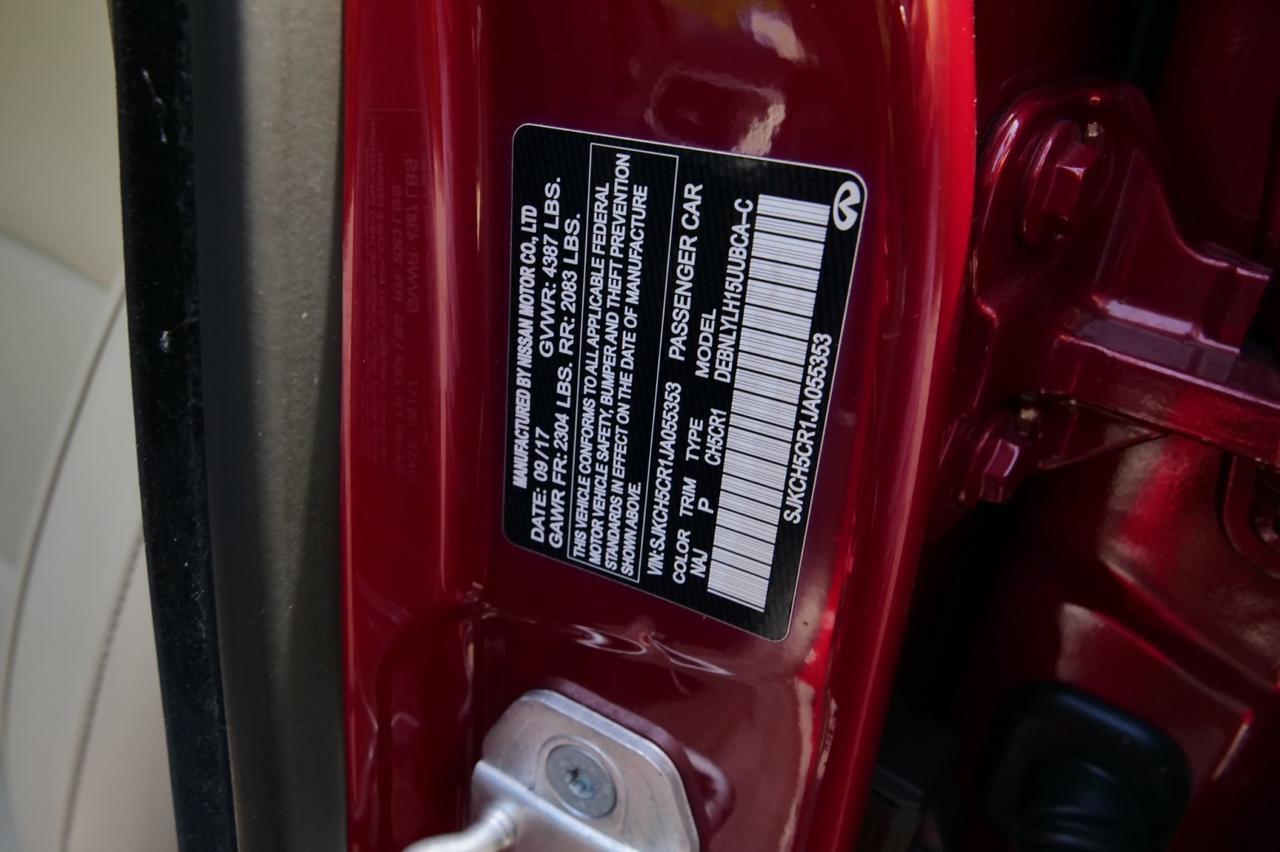 MANUFACTURED BY NISSAN MOTOR CO., LTD
DATE: 09/17 GVWR: 4387 LBS.
GAWR FR: 2304 LBS. RR: 2083 LBS.
THIS VEHICLE CONFORMS TO ALL APPLICABLE FEDERAL
MOTOR VEHICLE SAFETY, BUMPER AND THEFT PREVENTION
STANDARDS IN EFFECT ON THE DATE OF MANUFACTURE
SHOWN ABOVE.
VIN:SJKCH5CR1JA055353 PASSENGER CAR
COLOR TRIM TYPE MODEL
NAJ P CH5CR1 DEBNLYLH15UUBCA-C
SJKCH5CR1JA055353